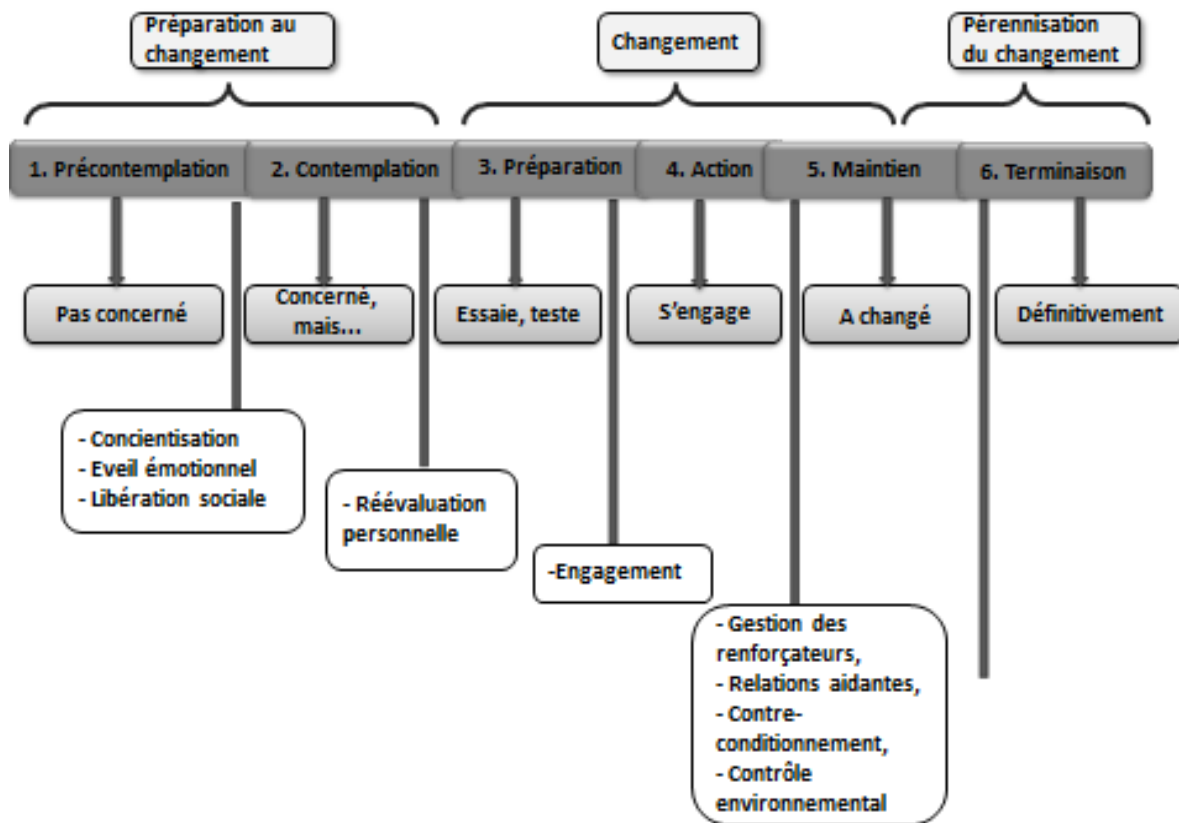 Préparation au
changement
Changement
Pérennisation
du changement
1. Précontemplation
2. Contemplation
3. Préparation
4. Action
5. Maintien
6. Terminaison
Pas concerné
Concerné,
mais...
Essaie, teste
S'engage
A changé
Définitivement
- Concientisation
- Eveil émotionnel
- Libération sociale
- Réévaluation
personnelle
-Engagement
- Gestion des
renforçateurs,
- Relations aidantes,
- Contre-
conditionnement,
- Contrôle
environnemental